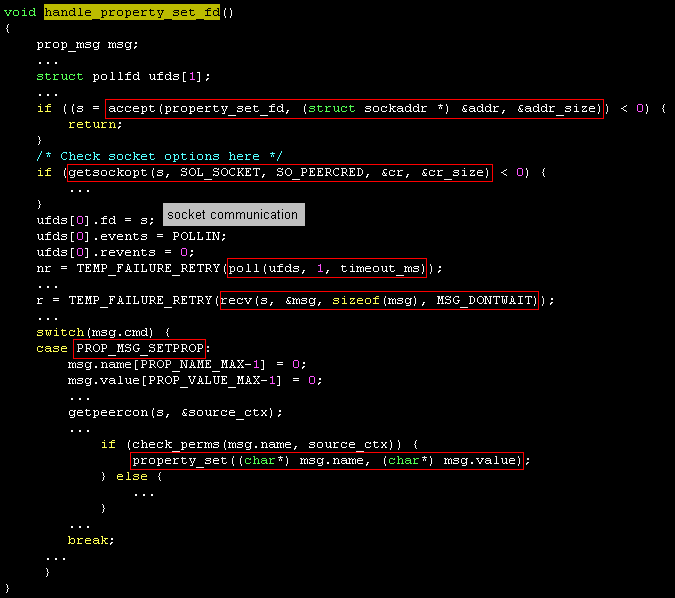 void handle_property_set_fd()
{
    prop_msg msg;
    ...
    struct pollfd ufds[1];
    ...
    if ((s = accept(property_set_fd, (struct sockaddr *) &addr, &addr_size)) < 0) {
        return;
    }
    /* Check socket options here */
    if (getsockopt(s, SOL_SOCKET, SO_PEERCRED, &cr, &cr_size) < 0) {
        ...
    }
    ufds[0].fd = s; socket communication
    ufds[0].events = POLLIN;
    ufds[0].revents = 0;
    nr = TEMP_FAILURE_RETRY(poll(ufds, 1, timeout_ms));
    ...
    r = TEMP_FAILURE_RETRY(recv(s, &msg, sizeof(msg), MSG_DONTWAIT));
    ...
    switch(msg.cmd) {
    case PROP_MSG_SETPROP:
        msg.name[PROP_NAME_MAX-1] = 0;
        msg.value[PROP_VALUE_MAX-1] = 0;
        ...
        getpeercon(s, &source_ctx);
        ...
            if (check_perms(msg.name, source_ctx)) {
                property_set((char*) msg.name, (char*) msg.value);
            } else {
                ...
            }
        ...
        break;
     ...
     }
}